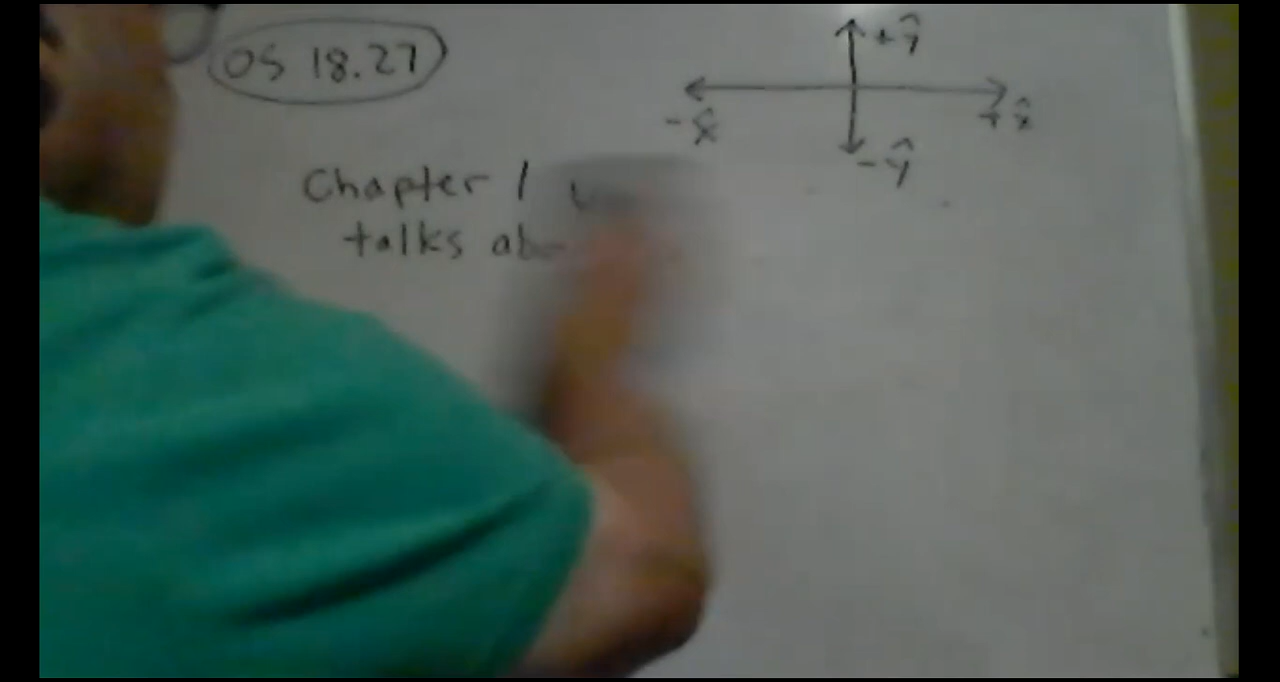 OS 18.27
+ŷ
-x̂
+x̂
-ŷ
Chapter 1
talks